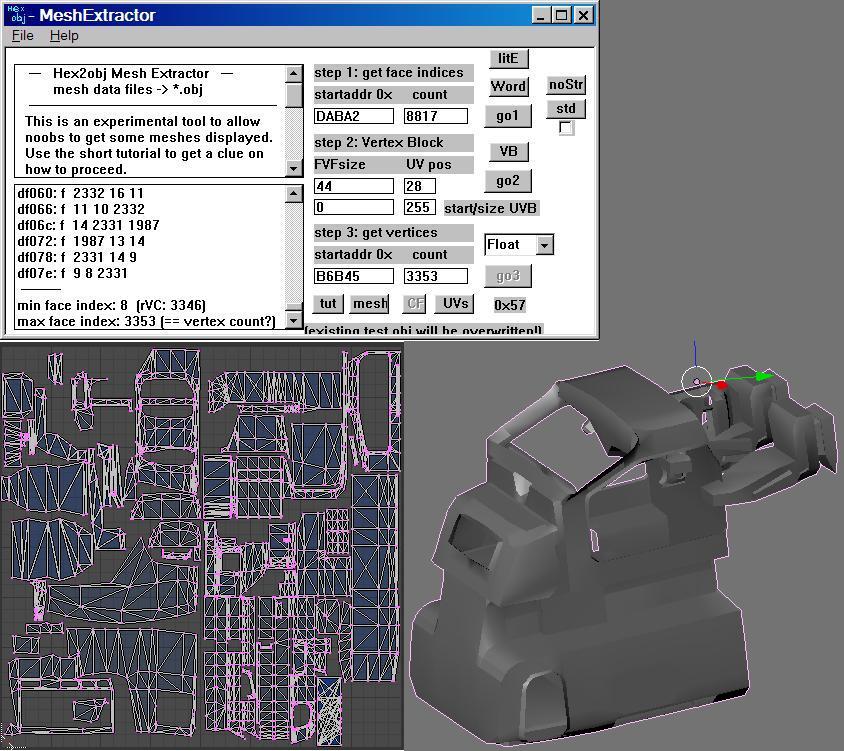 Hex
obj - MeshExtractor
File Help
— Hex2obj Mesh Extractor —
mesh data files -> *.obj
This is an experimental tool to allow
noobs to get some meshes displayed.
Use the short tutorial to get a clue on
how to proceed.
df060: f 2332 16 11
df066: f 11 10 2332
df06c: f 14 2331 1987
df072: f 1987 13 14
df078: f 2331 14 9
df07e: f 9 8 2331
min face index: 8 (rVC: 3346)
max face index: 3353 (== vertex count?)
step 1: get face indices
startaddr 0x count
DABA2 8817
step 2: Vertex Block
FVFsize UV pos
44 28
0 255 start/size UVB
step 3: get vertices
startaddr 0x count
B6B45 3353
tut mesh CF UVs
(existing test.obj will be overwritten!)
litE
Word
go1
VB
go2
Float
go3
0x57
noStr
std